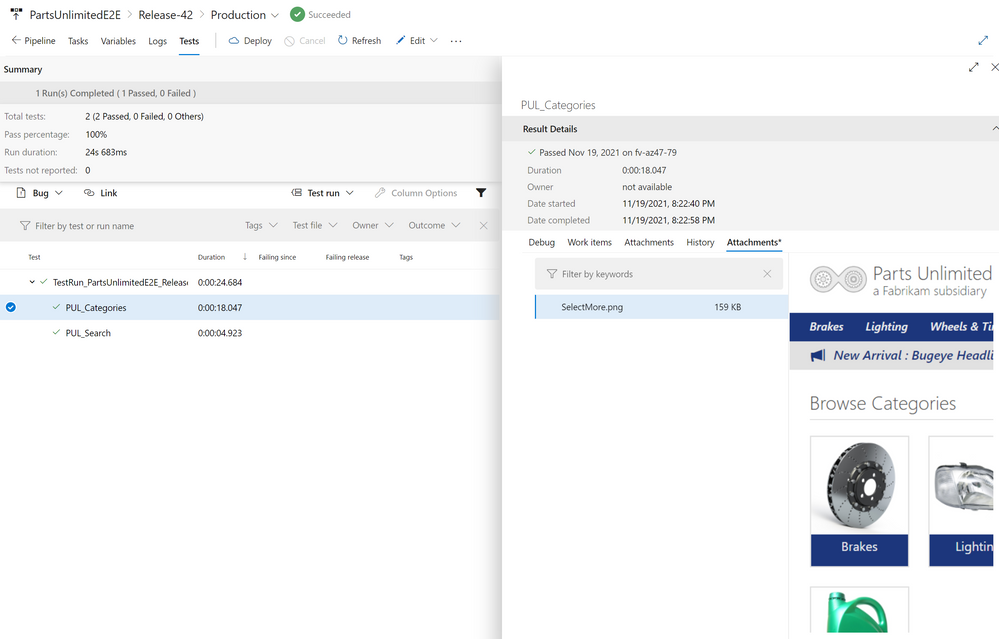 PartsUnlimitedE2E > Release-42 > Production Succeeded
Pipeline Tasks Variables Logs Tests Deploy Cancel Refresh Edit ...
Summary
1 Run(s) Completed ( 1 Passed, 0 Failed )
Total tests: 2 (2 Passed, 0 Failed, 0 Others)
Pass percentage: 100%
Run duration: 24s 683ms
Tests not reported: 0
Bug Link Test run Column Options
Filter by test or run name Tags Test file Owner Outcome
Test Duration Failing since Failing release Tags
TestRun_PartsUnlimitedE2E_Release 0:00:24.684
PUL_Categories 0:00:18.047
PUL_Search 0:00:04.923
PUL_Categories
Result Details
Passed Nov 19, 2021 on fv-az47-79
Duration 0:00:18.047
Owner not available
Date started 11/19/2021, 8:22:40 PM
Date completed 11/19/2021, 8:22:58 PM
Debug Work items Attachments History Attachments*
Filter by keywords
SelectMore.png 159 KB
Parts Unlimited
a Fabrikam subsidiary
Brakes Lighting Wheels & Ti
New Arrival : Bugeye Headli
Browse Categories
Brakes Lightin